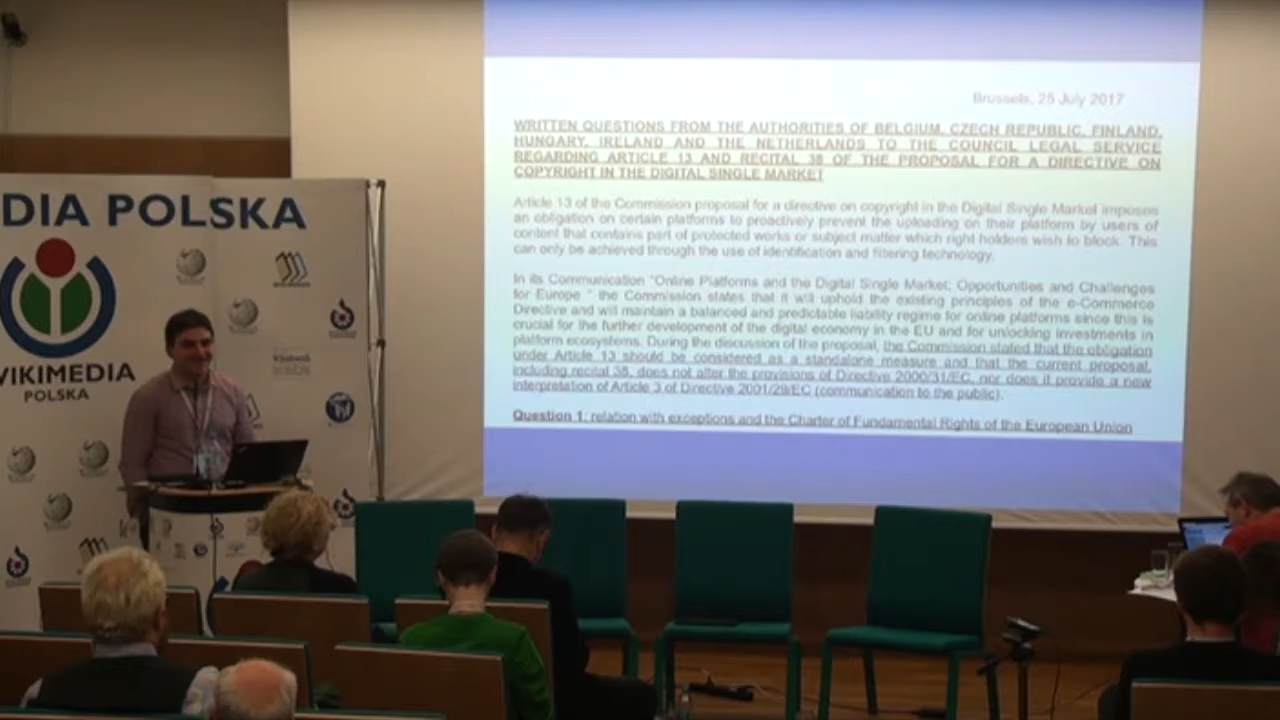 DIA POLSKA
WIKIMEDIA
POLSKA
Brussels, 25 July 2017
WRITTEN QUESTIONS FROM THE AUTHORITIES OF BELGIUM, CZECH REPUBLIC, FINLAND,
HUNGARY, IRELAND AND THE NETHERLANDS TO THE COUNCIL LEGAL SERVICE
REGARDING ARTICLE 13 AND RECITAL 38 OF THE PROPOSAL FOR A DIRECTIVE ON
COPYRIGHT IN THE DIGITAL SINGLE MARKET
Article 13 of the Commission proposal for a directive on copyright in the Digital Single Market imposes
an obligation on certain platforms to proactively prevent the uploading on their platform by users of
content that contains part of protected works or subject matter which right holders wish to block. This
can only be achieved through the use of identification and filtering technology.
In its Communication "Online Platforms and the Digital Single Market: Opportunities and Challenges
for Europe " the Commission states that it will uphold the existing principles of the e-Commerce
Directive and will maintain a balanced and predictable liability regime for online platforms since this is
crucial for the further development of the digital economy in the EU and for unlocking investments in
platform ecosystems. During the discussion of the proposal, the Commission stated that the obligation
under Article 13 should be considered as a standalone measure and that the current proposal,
including recital 38, does not alter the provisions of Directive 2000/31/EC, nor does it provide a new
interpretation of Article 3 of Directive 2001/29/EC (communication to the public).
Question 1: relation with exceptions and the Charter of Fundamental Rights of the European Union